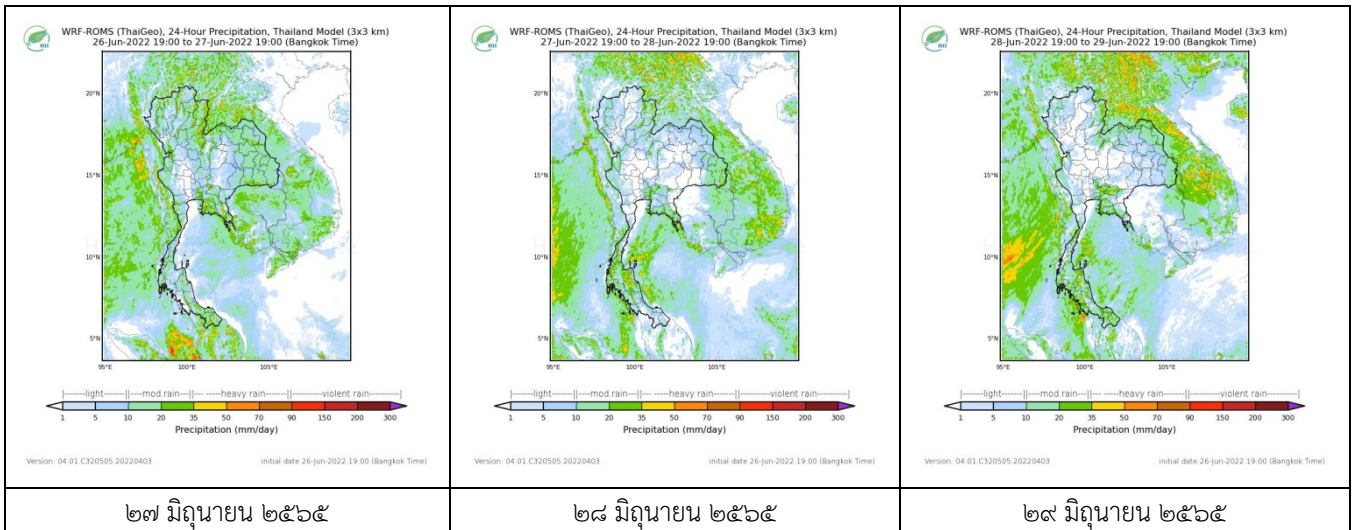 WRF-ROMS (ThaiGeo), 24-Hour Precipitation, Thailand Model (3x3 km)
26-Jun-2022 19:00 to 27-Jun-2022 19:00 (Bangkok Time)
HII
20°N
15°N
10°N
5°N
95°E 100°E 105°E
|-------light------||---mod.rain---|--- ---heavy rain----||-------violent rain-------|
1 5 10 20 35 50 70 90 150 200 300
Precipitation (mm/day)
Version: 04.01.C320505.20220403 initial date 26-Jun-2022 19:00 (Bangkok Time)
๒๗ มิถุนายน ๒๕๖๕
WRF-ROMS (ThaiGeo), 24-Hour Precipitation, Thailand Model (3x3 km)
27-Jun-2022 19:00 to 28-Jun-2022 19:00 (Bangkok Time)
HII
20°N
15°N
10°N
5°N
95°E 100°E 105°E
|-------light------||---mod.rain---|--- ---heavy rain----||-------violent rain-------|
1 5 10 20 35 50 70 90 150 200 300
Precipitation (mm/day)
Version: 04.01.C320505.20220403 initial date 26-Jun-2022 19:00 (Bangkok Time)
๒๘ มิถุนายน ๒๕๖๕
WRF-ROMS (ThaiGeo), 24-Hour Precipitation, Thailand Model (3x3 km)
28-Jun-2022 19:00 to 29-Jun-2022 19:00 (Bangkok Time)
HII
20°N
15°N
10°N
5°N
95°E 100°E 105°E
|-------light------||---mod.rain---|--- ---heavy rain----||-------violent rain-------|
1 5 10 20 35 50 70 90 150 200 300
Precipitation (mm/day)
Version: 04.01.C320505.20220403 initial date 26-Jun-2022 19:00 (Bangkok Time)
๒๙ มิถุนายน ๒๕๖๕